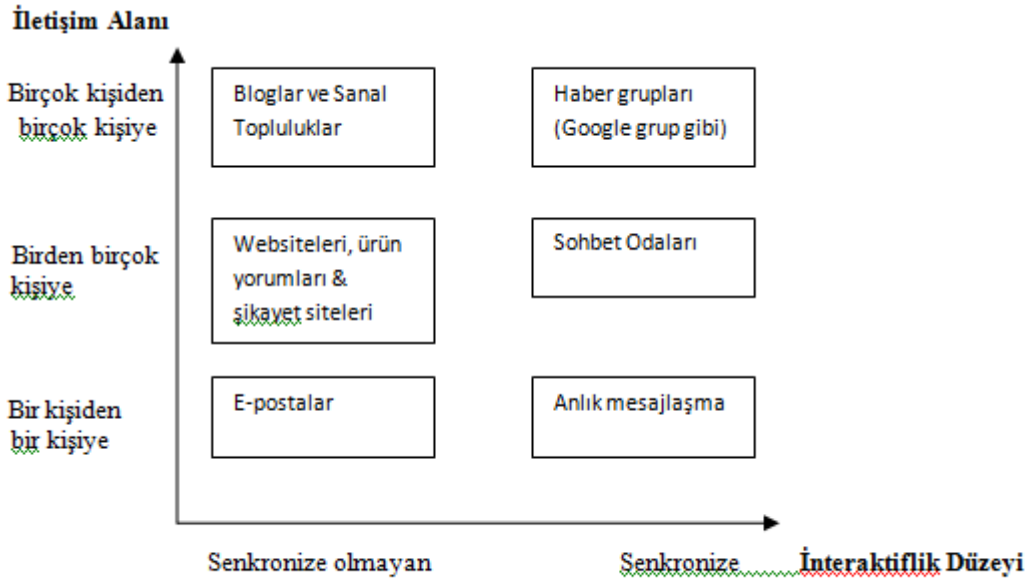 İletişim Alanı
Birçok kişiden
birçok kişiye
Bloglar ve Sanal
Topluluklar
Haber grupları
(Google grup gibi)
Birden birçok
kişiye
Websiteleri, ürün
yorumları &
şikayet siteleri
Sohbet Odaları
Bir kişiden
bir kişiye
E-postalar
Anlık mesajlaşma
Senkronize olmayan
Senkronize
İnteraktiflik Düzeyi